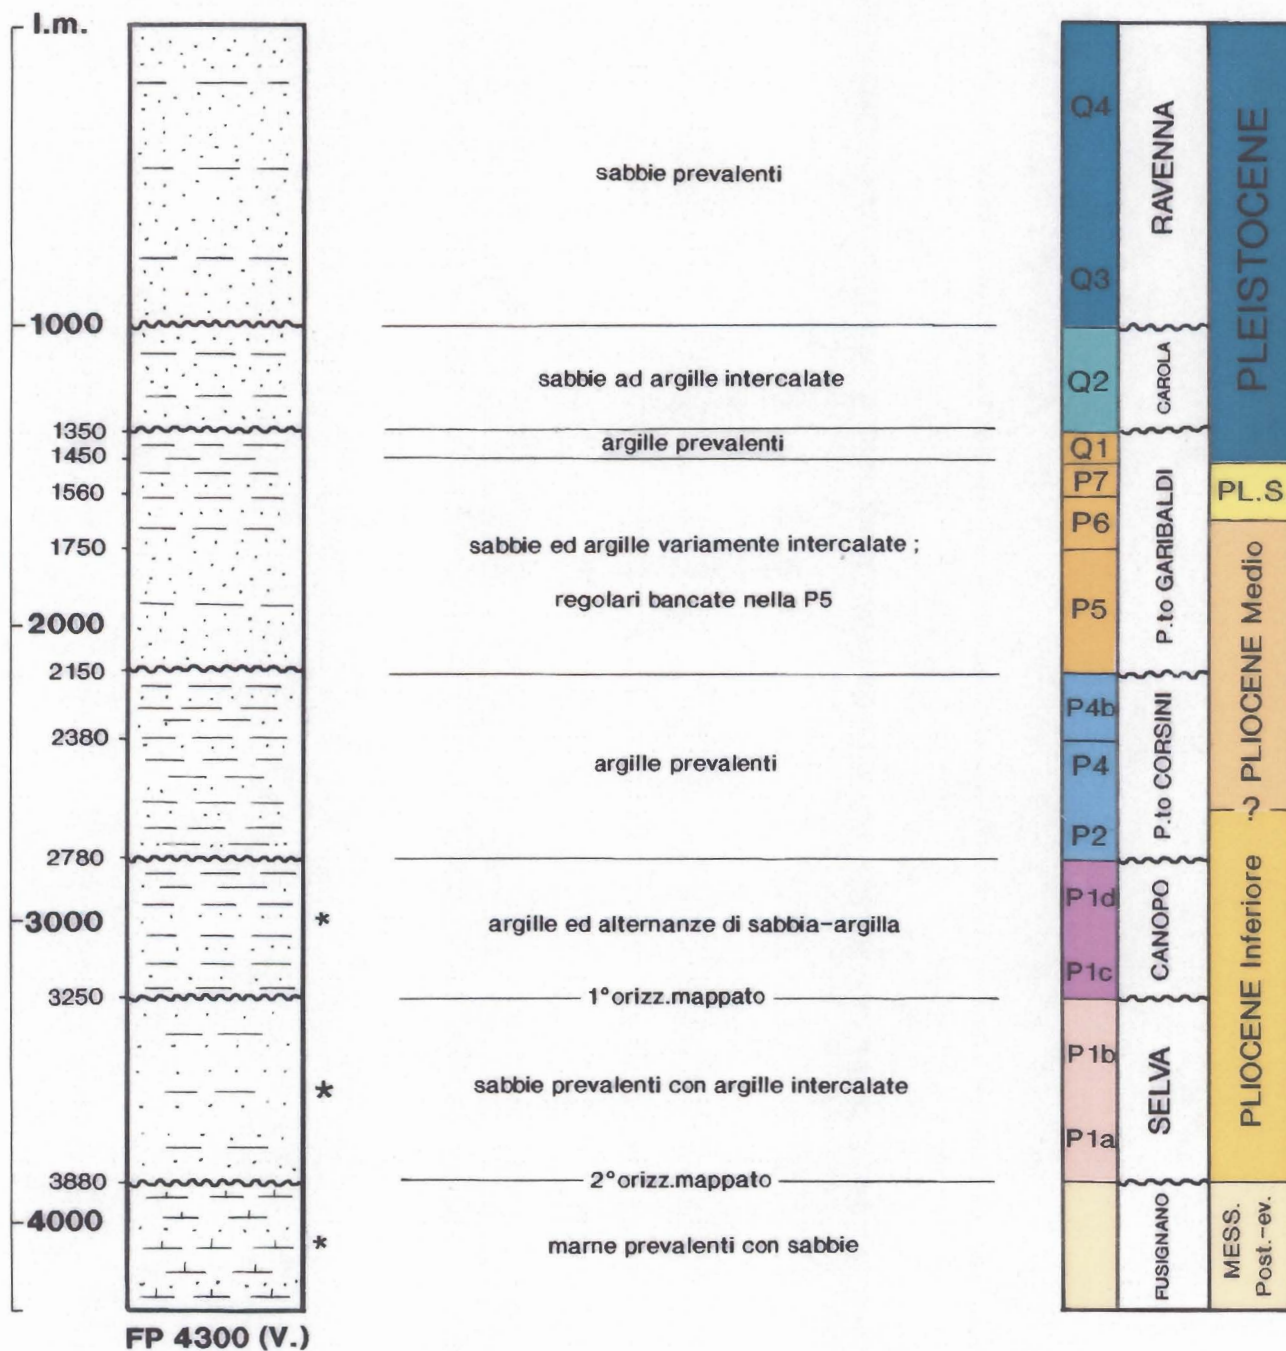 l.m.
1000
1350
1450
1560
1750
2000
2150
2380
2780
3000
3250
3880
4000
*
*
*
FP 4300 (V.)
sabbie prevalenti
sabbie ad argille intercalate
argille prevalenti
sabbie ed argille variamente intercalate ;
regolari bancate nella P5
argille prevalenti
argille ed alternanze di sabbia-argilla
1° orizz.mappato
sabbie prevalenti con argille intercalate
2° orizz.mappato
marne prevalenti con sabbie
Q4
Q3
Q2
Q1
P7
P6
P5
P4b
P4
P2
P1d
P1c
P1b
P1a
RAVENNA
CAROLA
P.to GARIBALDI
P.to CORSINI
CANOPO
SELVA
FUSIGNANO
PLEISTOCENE
PL.S
PLIOCENE Medio
?
PLIOCENE Inferiore
MESS.
Post.-ev.